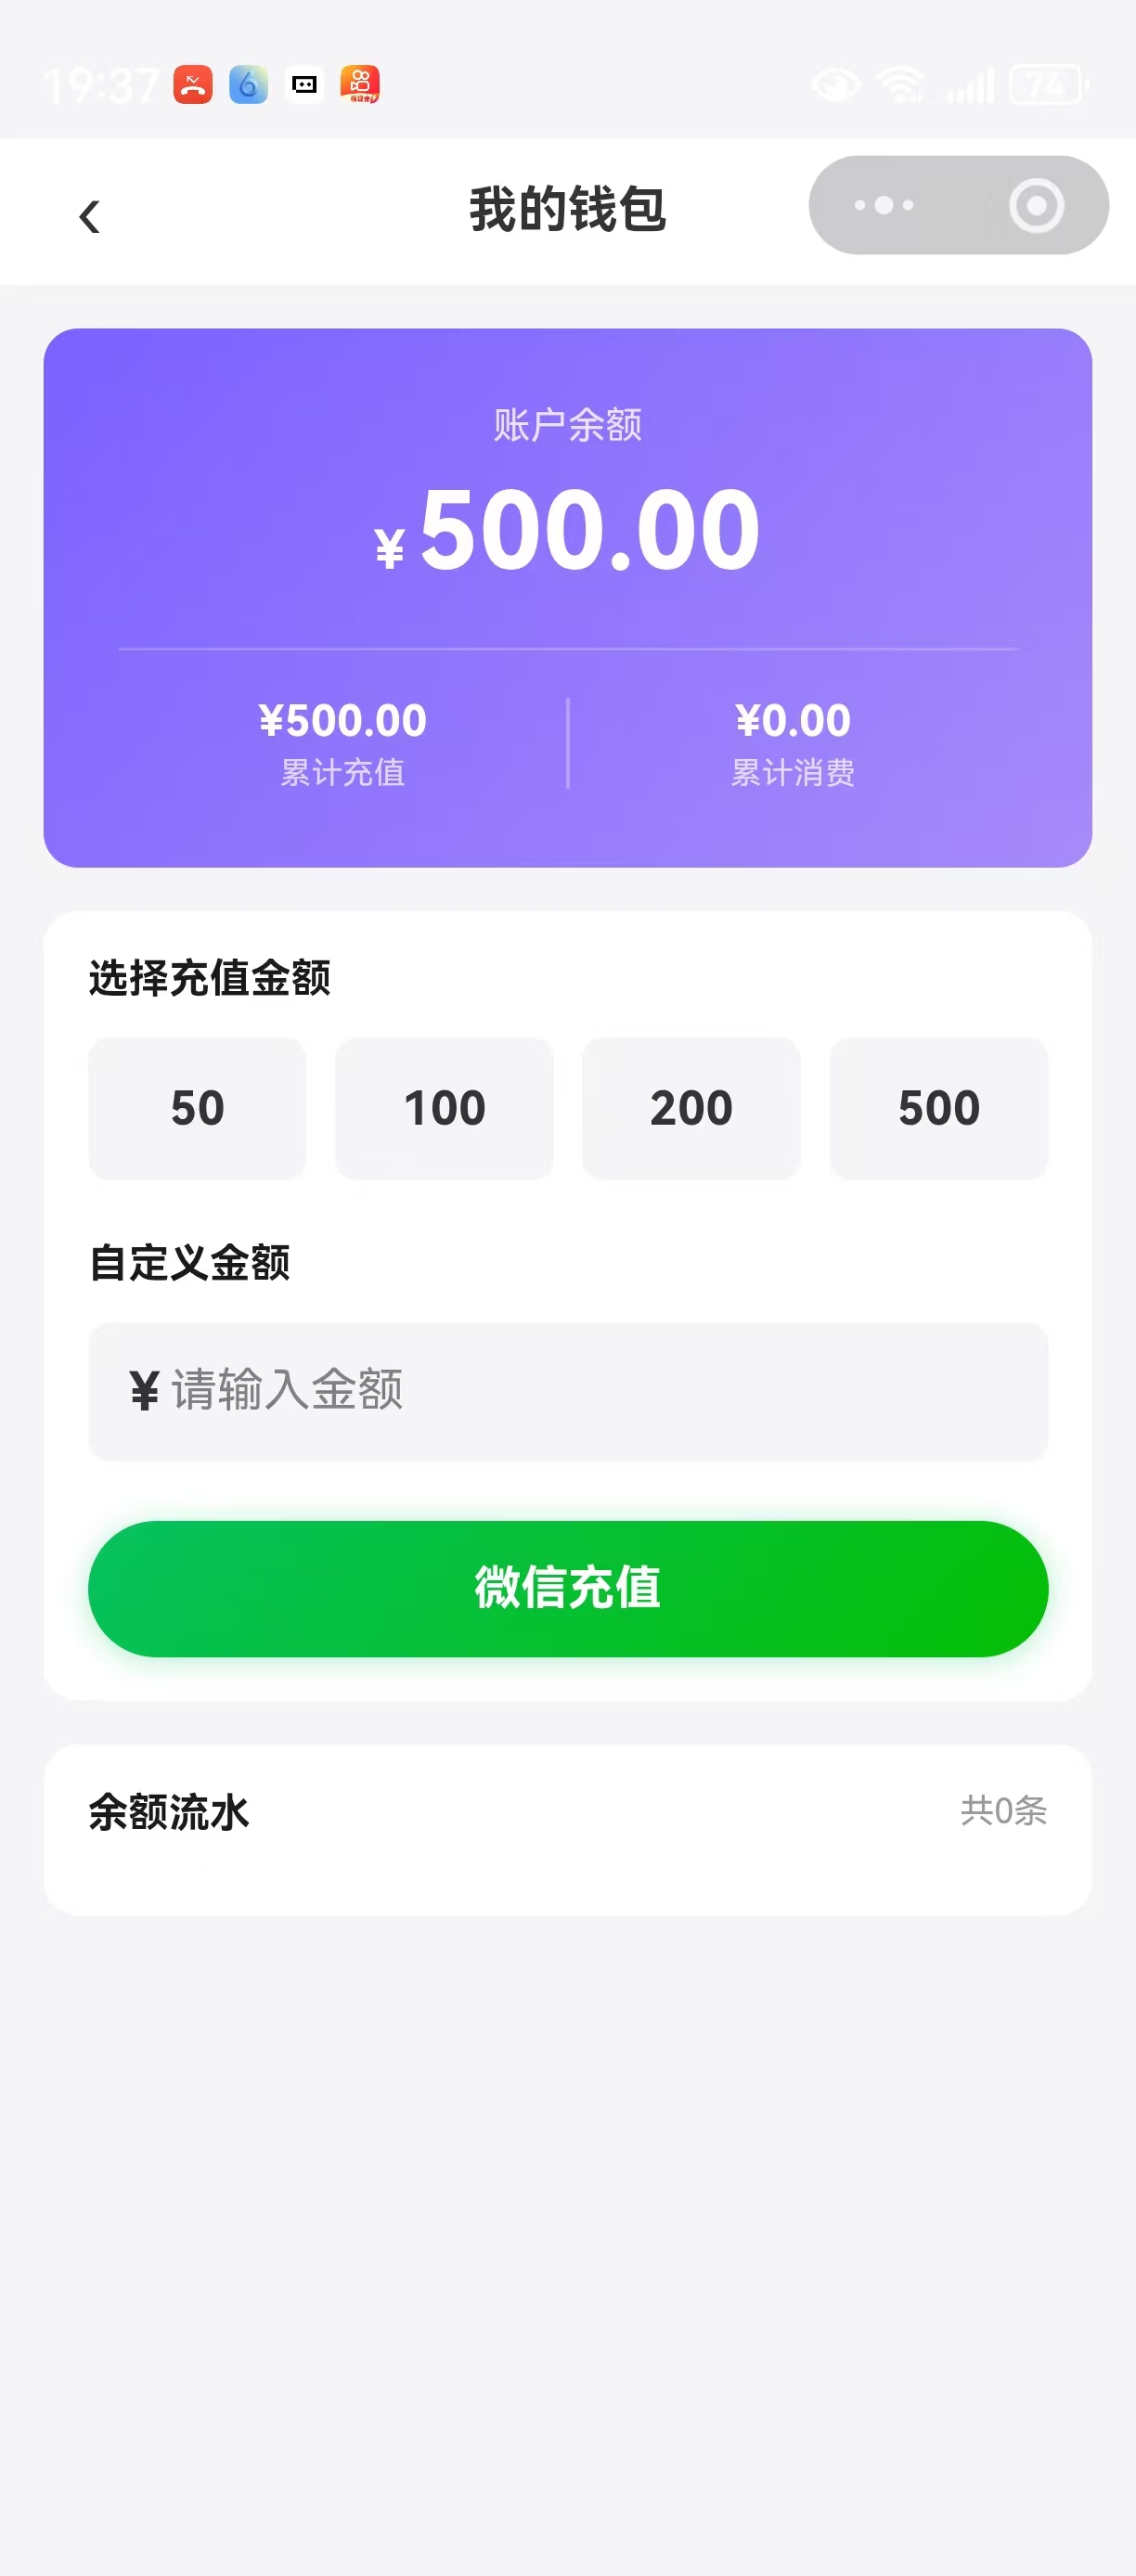 19:37
74
‹ 我的钱包
账户余额
¥500.00
¥500.00 ¥0.00
累计充值 累计消费
选择充值金额
50 100 200 500
自定义金额
¥ 请输入金额
微信充值
余额流水 共0条